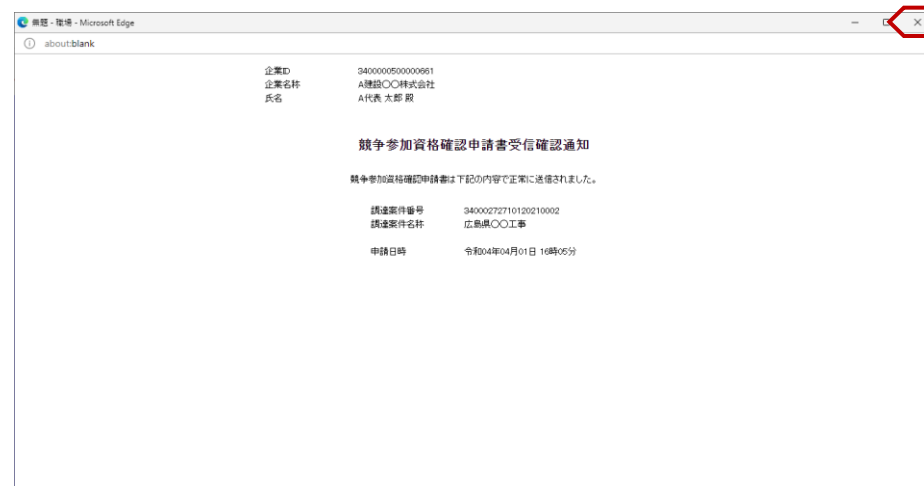 無題 - 職場 - Microsoft Edge
about:blank
企業ID 3400000500000661
企業名称 A建設〇〇株式会社
氏名 A代表 太郎 殿
競争参加資格確認申請書受信確認通知
競争参加資格確認申請書は下記の内容で正常に送信されました。
調達案件番号 34000272710120210002
調達案件名称 広島県〇〇工事
申請日時 令和04年04月01日 16時05分